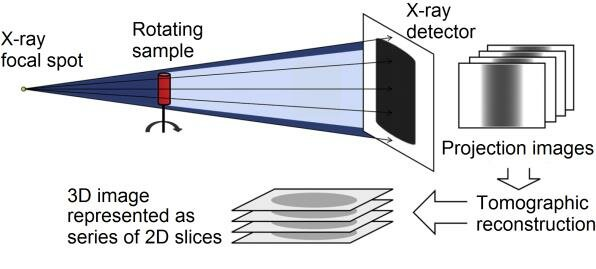 X-ray
focal spot
Rotating
sample
X-ray
detector
Projection images
Tomographic
reconstruction
3D image
represented as
series of 2D slices